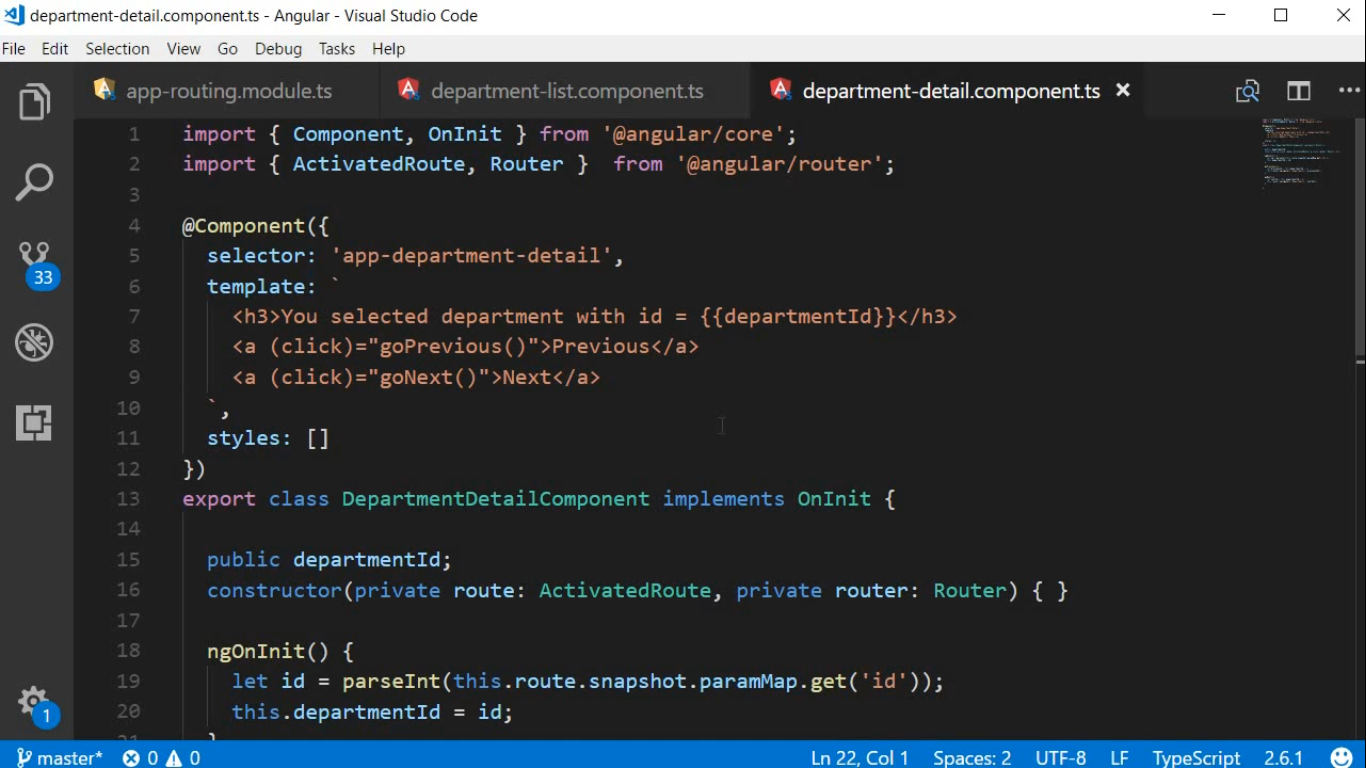 department-detail.component.ts - Angular - Visual Studio Code
File Edit Selection View Go Debug Tasks Help
app-routing.module.ts department-list.component.ts department-detail.component.ts
1 import { Component, OnInit } from '@angular/core';
2 import { ActivatedRoute, Router }  from '@angular/router';
3
4 @Component({
5   selector: 'app-department-detail',
6   template: `
7     <h3>You selected department with id = {{departmentId}}</h3>
8     <a (click)="goPrevious()">Previous</a>
9     <a (click)="goNext()">Next</a>
10   `,
11   styles: []
12 })
13 export class DepartmentDetailComponent implements OnInit {
14
15   public departmentId;
16   constructor(private route: ActivatedRoute, private router: Router) { }
17
18   ngOnInit() {
19     let id = parseInt(this.route.snapshot.paramMap.get('id'));
20     this.departmentId = id;
33
1
master* 0 0 Ln 22, Col 1 Spaces: 2 UTF-8 LF TypeScript 2.6.1